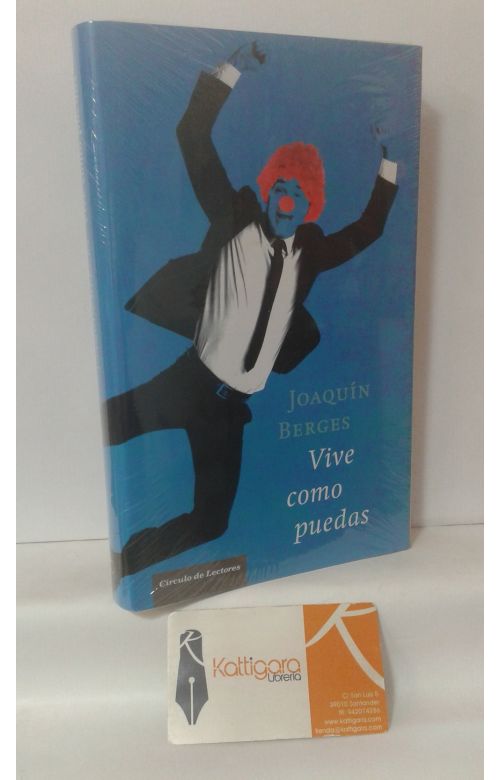 JOAQUÍN
BERGES
Vive
como
puedas
Círculo de Lectores
Kattigara
Librería
C/ San Luis 5
39010 Santander
www.kattigara.com
tienda@kattigara.com